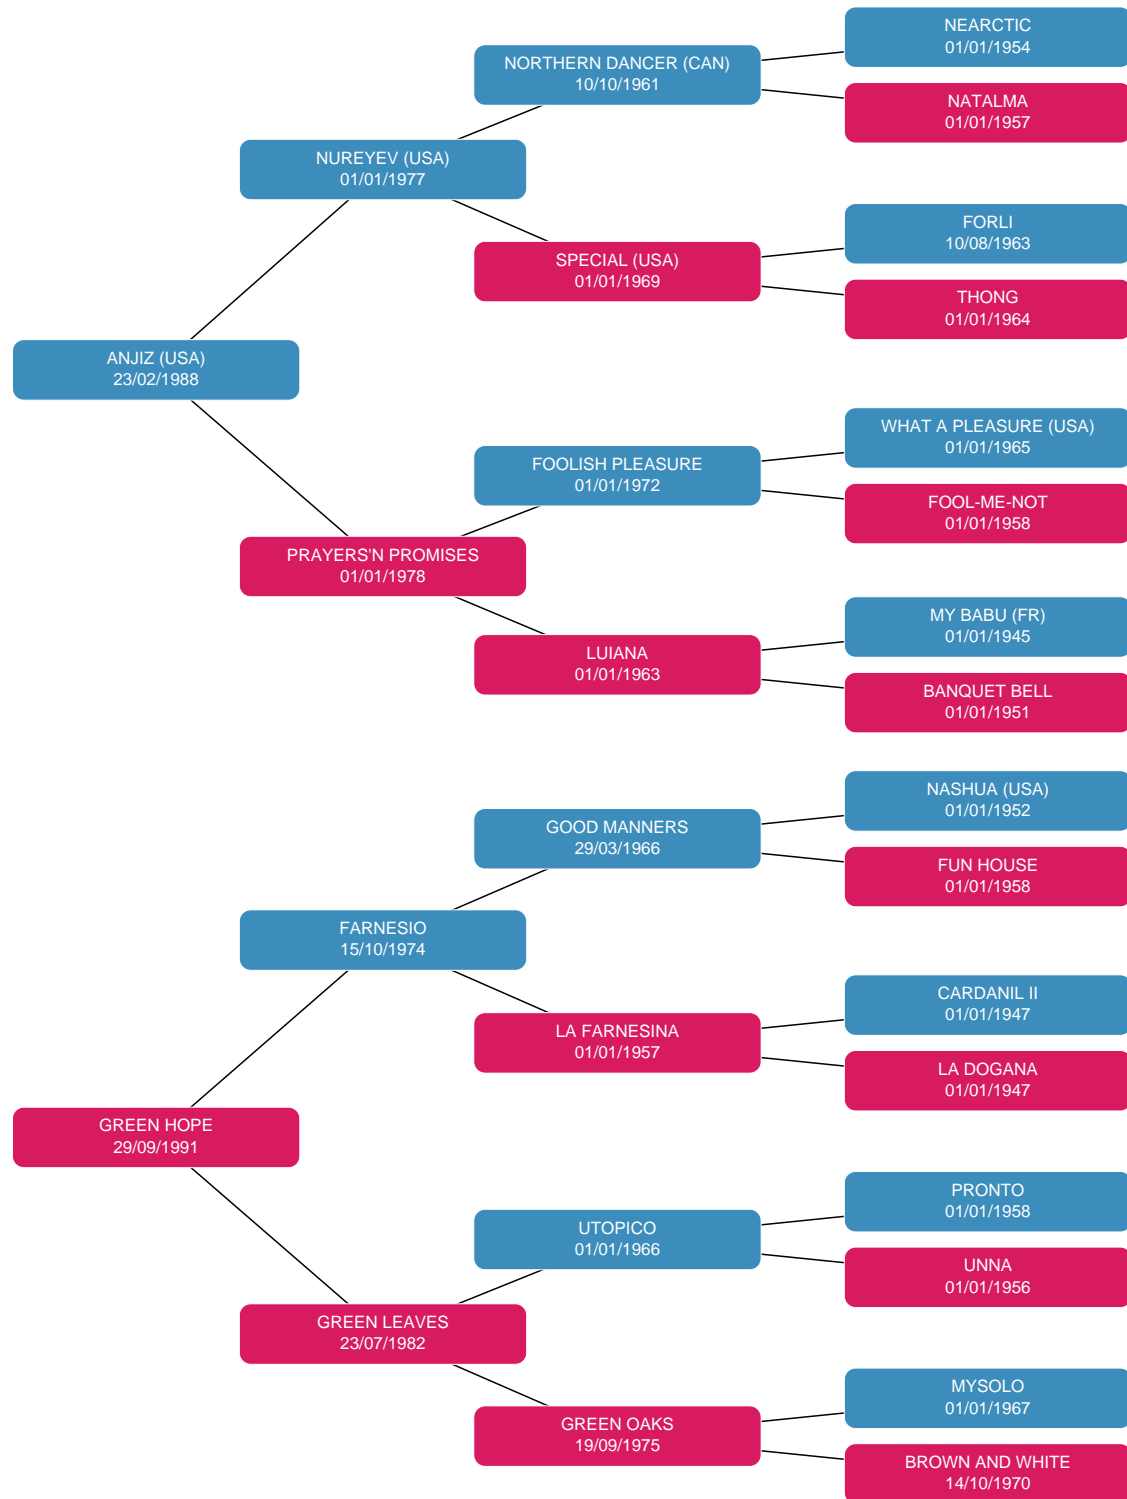 NEARCTIC
01/01/1954
NORTHERN DANCER (CAN)
10/10/1961
NATALMA
01/01/1957
NUREYEV (USA)
01/01/1977
FORLI
10/08/1963
SPECIAL (USA)
01/01/1969
THONG
01/01/1964
ANJIZ (USA)
23/02/1988
WHAT A PLEASURE (USA)
01/01/1965
FOOLISH PLEASURE
01/01/1972
FOOL-ME-NOT
01/01/1958
PRAYERS'N PROMISES
01/01/1978
MY BABU (FR)
01/01/1945
LUIANA
01/01/1963
BANQUET BELL
01/01/1951
NASHUA (USA)
01/01/1952
GOOD MANNERS
29/03/1966
FUN HOUSE
01/01/1958
FARNESIO
15/10/1974
CARDANIL II
01/01/1947
LA FARNESINA
01/01/1957
LA DOGANA
01/01/1947
GREEN HOPE
29/09/1991
PRONTO
01/01/1958
UTOPICO
01/01/1966
UNNA
01/01/1956
GREEN LEAVES
23/07/1982
MYSOLO
01/01/1967
GREEN OAKS
19/09/1975
BROWN AND WHITE
14/10/1970